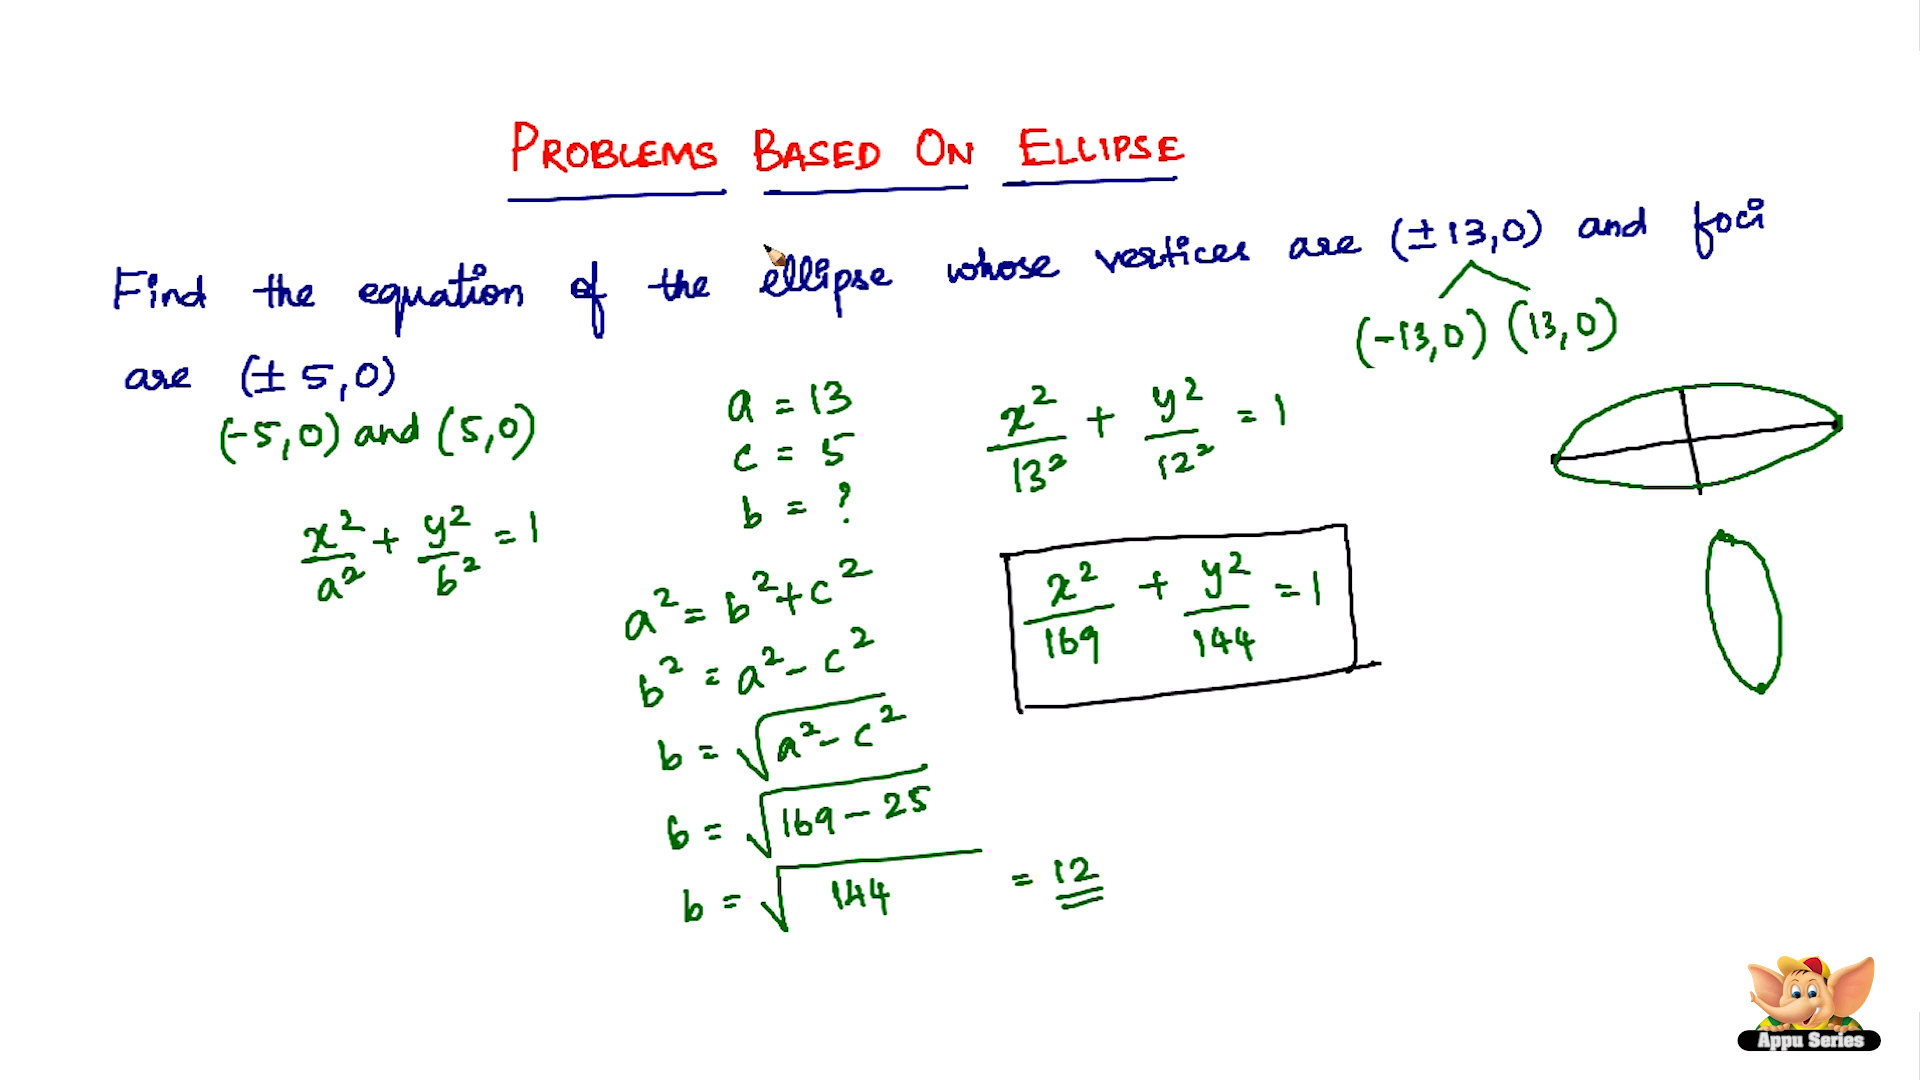 PROBLEMS BASED ON ELLIPSE
Find the equation of the ellipse whose vertices are (±13,0) and foci
(-13,0) (13,0)
are (± 5,0)
(-5,0) and (5,0)
x²/a² + y²/b² = 1
a = 13
c = 5
b = ?
a² = b² + c²
b² = a² - c²
b = √(a² - c²)
b = √(169 - 25)
b = √144 = 12
x²/13² + y²/12² = 1
x²/169 + y²/144 = 1
Appu Series